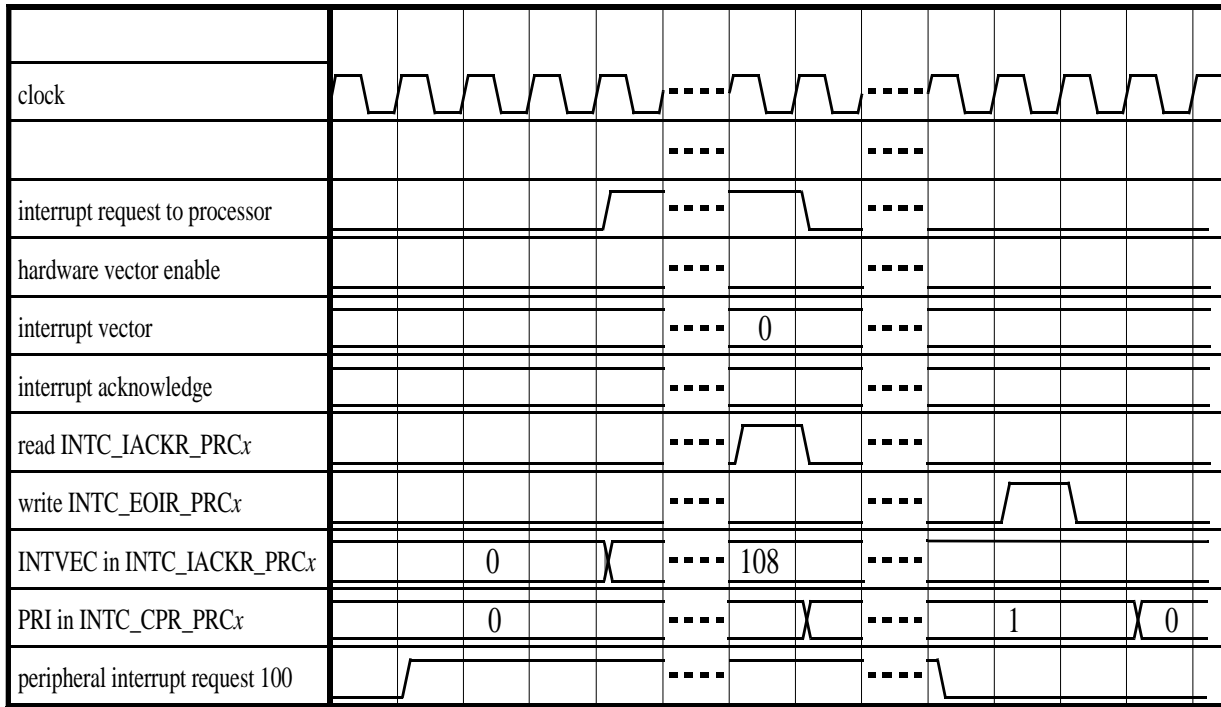 clock
interrupt request to processor
hardware vector enable
interrupt vector 0
interrupt acknowledge
read INTC_IACKR_PRCx
write INTC_EOIR_PRCx
INTVEC in INTC_IACKR_PRCx 0 108
PRI in INTC_CPR_PRCx 0 1 0
peripheral interrupt request 100